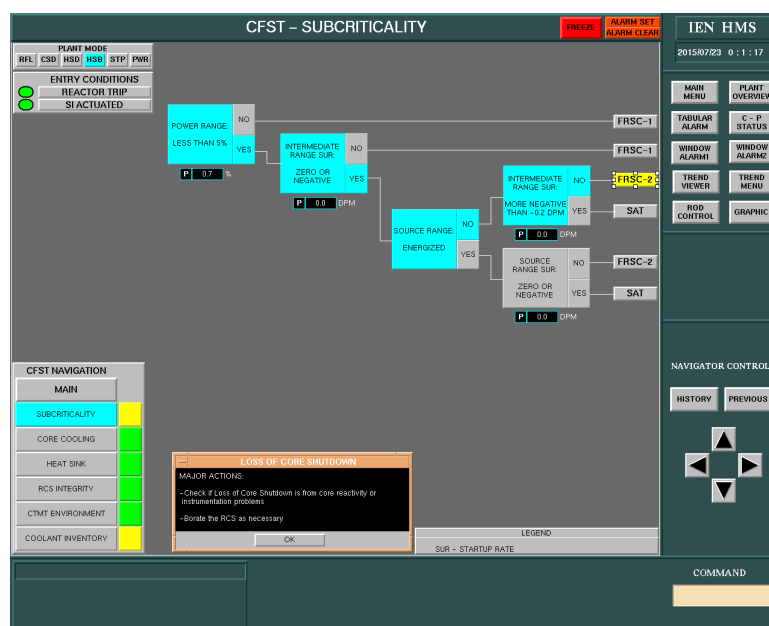 CFST – SUBCRITICALITY
FREEZE
ALARM SET
ALARM CLEAR
IEN HMS
2015/07/23 0 : 1 : 17
PLANT MODE
RFL CSD HSD HSB STP PWR
ENTRY CONDITIONS
REACTOR TRIP
SI ACTUATED
POWER RANGE:
LESS THAN 5%
NO
YES
P 0.7 %
INTERMEDIATE
RANGE SUR:
ZERO OR
NEGATIVE
NO
YES
P 0.0 DPM
SOURCE RANGE:
ENERGIZED
NO
YES
INTERMEDIATE
RANGE SUR:
MORE NEGATIVE
THAN -0.2 DPM
NO
YES
P 0.0 DPM
SOURCE
RANGE SUR:
ZERO OR
NEGATIVE
NO
YES
P 0.0 DPM
FRSC-1
FRSC-1
FRSC-2
SAT
FRSC-2
SAT
MAIN
MENU
PLANT
OVERVIEW
TABULAR
ALARM
C - P
STATUS
WINDOW
ALARM1
WINDOW
ALARM2
TREND
VIEWER
TREND
MENU
ROD
CONTROL
GRAPHIC
NAVIGATOR CONTROL
HISTORY
PREVIOUS
CFST NAVIGATION
MAIN
SUBCRITICALITY
CORE COOLING
HEAT SINK
RCS INTEGRITY
CTMT ENVIRONMENT
COOLANT INVENTORY
LOSS OF CORE SHUTDOWN
MAJOR ACTIONS:
-Check if Loss of Core Shutdown is from core reactivity or
instrumentation problems
-Borate the RCS as necessary
OK
LEGEND
SUR - STARTUP RATE
COMMAND